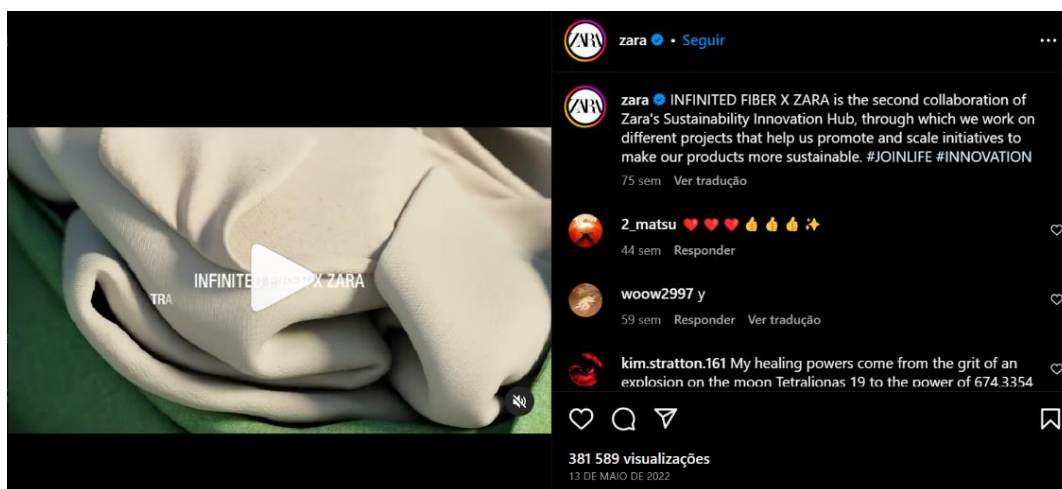 ZARA
zara • Seguir
ZARA
zara INFINITED FIBER X ZARA is the second collaboration of
Zara's Sustainability Innovation Hub, through which we work on
different projects that help us promote and scale initiatives to
make our products more sustainable. #JOINLIFE #INNOVATION
75 sem Ver tradução
INFINITED FIBER X ZARA
TRA
2_matsu ❤️❤️❤️👍👍👍✨
44 sem Responder
woow2997 y
59 sem Responder Ver tradução
kim.stratton.161 My healing powers come from the grit of an
explosion on the moon Tetralionas 19 to the power of 674.3354
381 589 visualizações
13 DE MAIO DE 2022